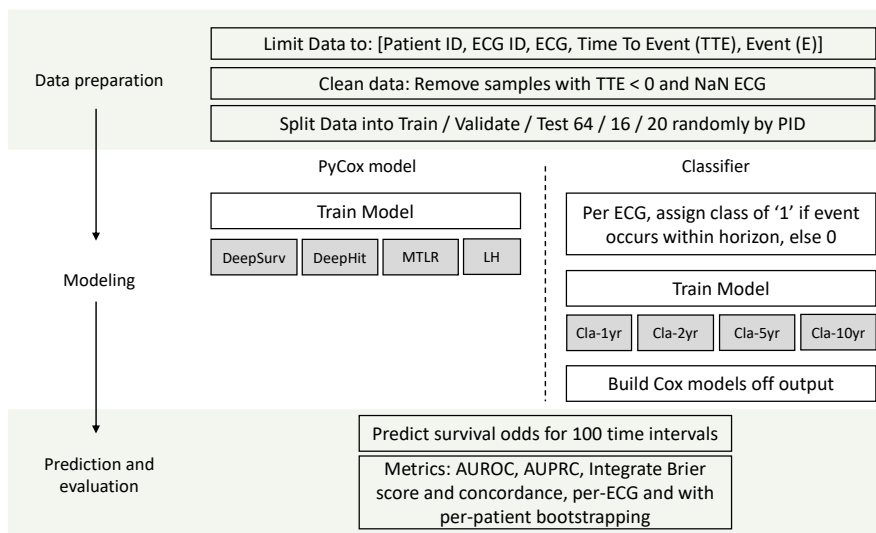 Limit Data to: [Patient ID, ECG ID, ECG, Time To Event (TTE), Event (E)]
Data preparation
Clean data: Remove samples with TTE < 0 and NaN ECG
Split Data into Train / Validate / Test 64 / 16 / 20 randomly by PID
PyCox model
Classifier
Train Model
DeepSurv
DeepHit
MTLR
LH
Per ECG, assign class of ‘1’ if event
occurs within horizon, else 0
Modeling
Train Model
Cla-1yr
Cla-2yr
Cla-5yr
Cla-10yr
Build Cox models off output
Predict survival odds for 100 time intervals
Prediction and
evaluation
Metrics: AUROC, AUPRC, Integrate Brier
score and concordance, per-ECG and with
per-patient bootstrapping